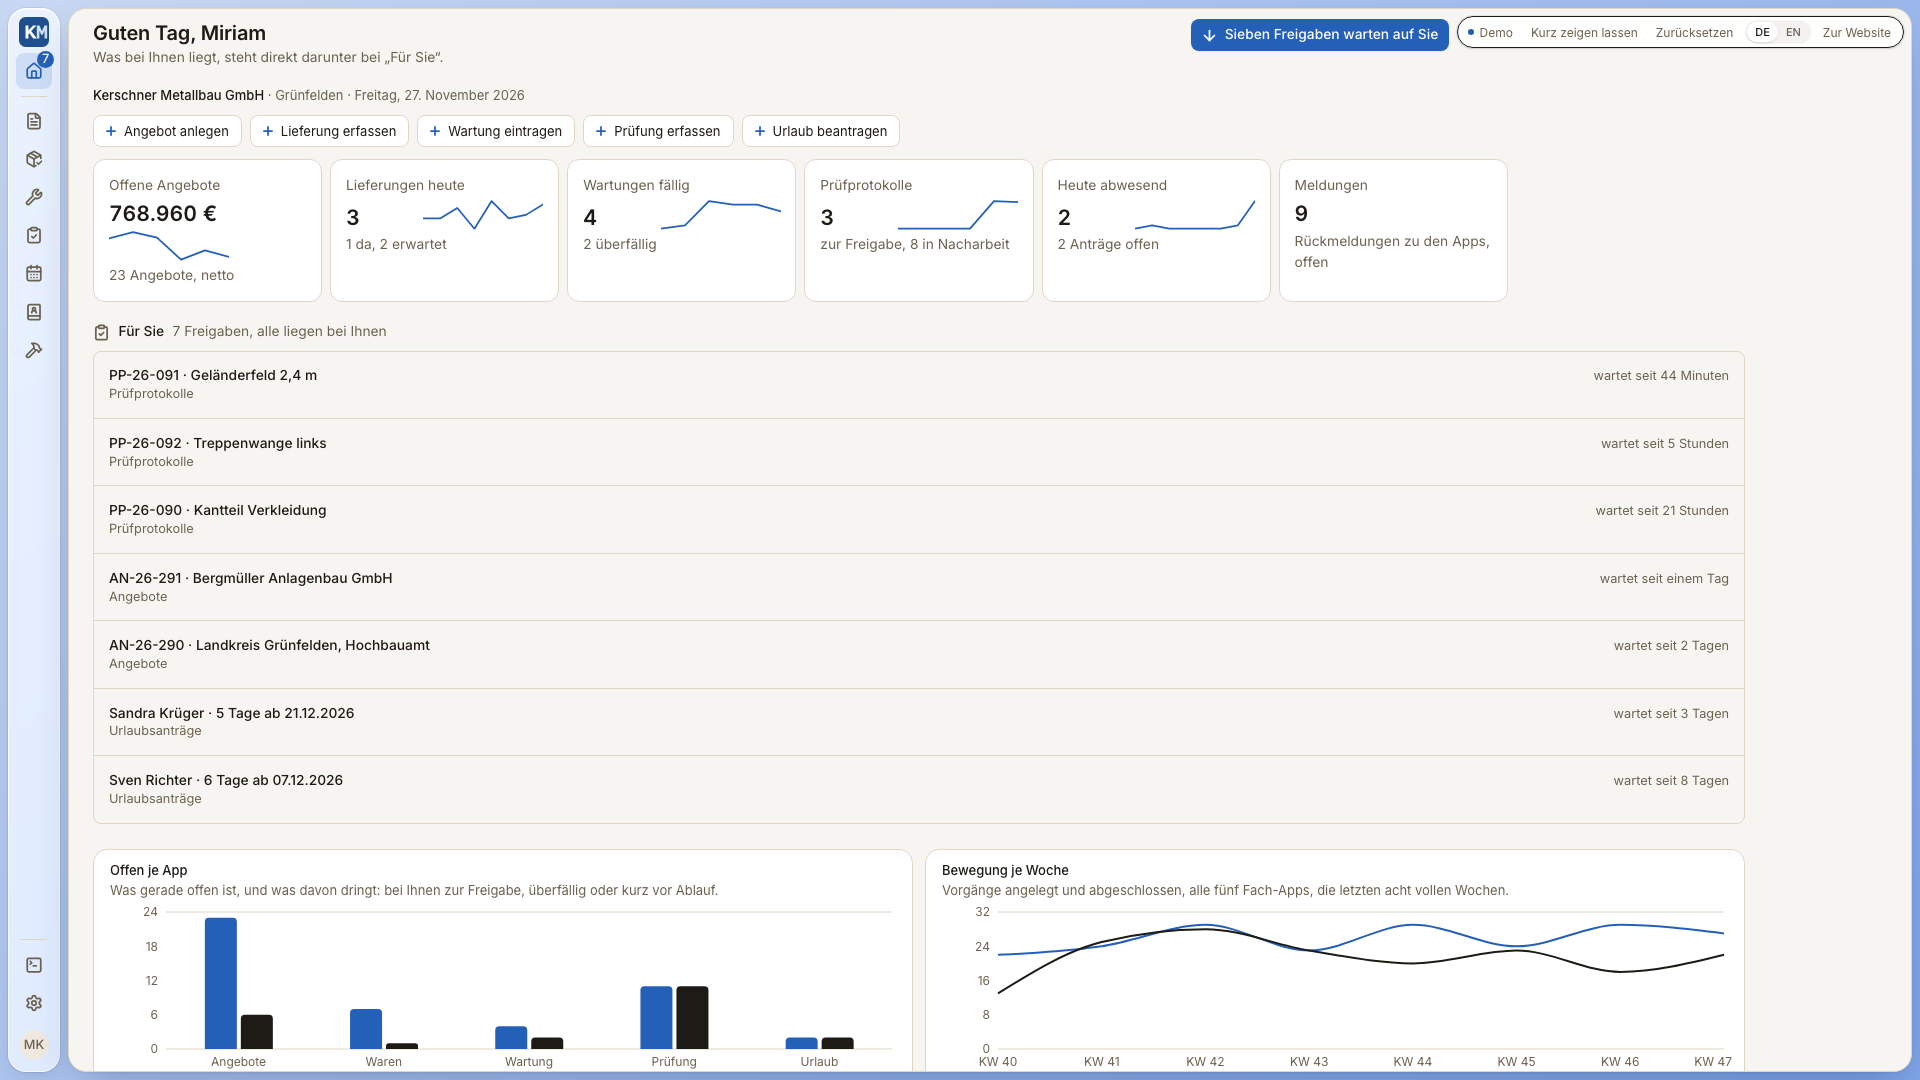 KM
7
Guten Tag, Miriam
Was bei Ihnen liegt, steht direkt darunter bei „Für Sie“.
Sieben Freigaben warten auf Sie
Demo
Kurz zeigen lassen
Zurücksetzen
DE
EN
Zur Website
Kerschner Metallbau GmbH · Grünfelden · Freitag, 27. November 2026
Angebot anlegen
Lieferung erfassen
Wartung eintragen
Prüfung erfassen
Urlaub beantragen
Offene Angebote
768.960 €
23 Angebote, netto
Lieferungen heute
3
1 da, 2 erwartet
Wartungen fällig
4
2 überfällig
Prüfprotokolle
3
zur Freigabe, 8 in Nacharbeit
Heute abwesend
2
2 Anträge offen
Meldungen
9
Rückmeldungen zu den Apps,
offen
Für Sie 7 Freigaben, alle liegen bei Ihnen
PP-26-091 · Geländerfeld 2,4 m
wartet seit 44 Minuten
Prüfprotokolle
PP-26-092 · Treppenwange links
wartet seit 5 Stunden
Prüfprotokolle
PP-26-090 · Kantteil Verkleidung
wartet seit 21 Stunden
Prüfprotokolle
AN-26-291 · Bergmüller Anlagenbau GmbH
wartet seit einem Tag
Angebote
AN-26-290 · Landkreis Grünfelden, Hochbauamt
wartet seit 2 Tagen
Angebote
Sandra Krüger · 5 Tage ab 21.12.2026
wartet seit 3 Tagen
Urlaubsanträge
Sven Richter · 6 Tage ab 07.12.2026
wartet seit 8 Tagen
Urlaubsanträge
Offen je App
Was gerade offen ist, und was davon dringt: bei Ihnen zur Freigabe, überfällig oder kurz vor Ablauf.
24
18
12
6
0
Angebote
Waren
Wartung
Prüfung
Urlaub
Bewegung je Woche
Vorgänge angelegt und abgeschlossen, alle fünf Fach-Apps, die letzten acht vollen Wochen.
32
24
16
8
0
KW 40
KW 41
KW 42
KW 43
KW 44
KW 45
KW 46
KW 47
MK